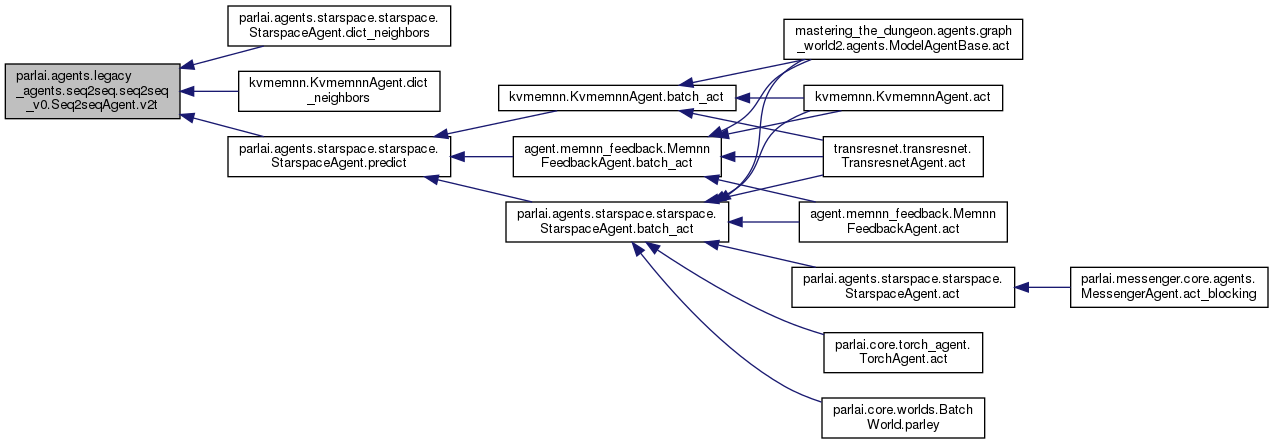 parlai.agents.legacy
_agents.seq2seq.seq2seq
_v0.Seq2seqAgent.v2t
parlai.agents.starspace.starspace.
StarspaceAgent.dict_neighbors
kvmemnn.KvmemnnAgent.dict
_neighbors
parlai.agents.starspace.starspace.
StarspaceAgent.predict
kvmemnn.KvmemnnAgent.batch_act
agent.memnn_feedback.Memnn
FeedbackAgent.batch_act
parlai.agents.starspace.starspace.
StarspaceAgent.batch_act
mastering_the_dungeon.agents.graph
_world2.agents.ModelAgentBase.act
kvmemnn.KvmemnnAgent.act
transresnet.transresnet.
TransresnetAgent.act
agent.memnn_feedback.Memnn
FeedbackAgent.act
parlai.agents.starspace.starspace.
StarspaceAgent.act
parlai.messenger.core.agents.
MessengerAgent.act_blocking
parlai.core.torch_agent.
TorchAgent.act
parlai.core.worlds.Batch
World.parley